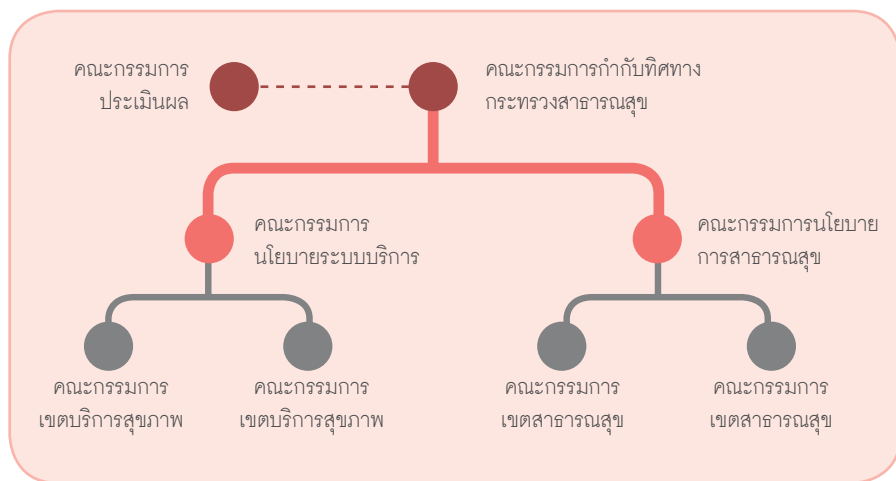 คณะกรรมการ
ประเมินผล
คณะกรรมการกำกับทิศทาง
กระทรวงสาธารณสุข
คณะกรรมการ
นโยบายระบบบริการ
คณะกรรมการนโยบาย
การสาธารณสุข
คณะกรรมการ
เขตบริการสุขภาพ
คณะกรรมการ
เขตบริการสุขภาพ
คณะกรรมการ
เขตสาธารณสุข
คณะกรรมการ
เขตสาธารณสุข